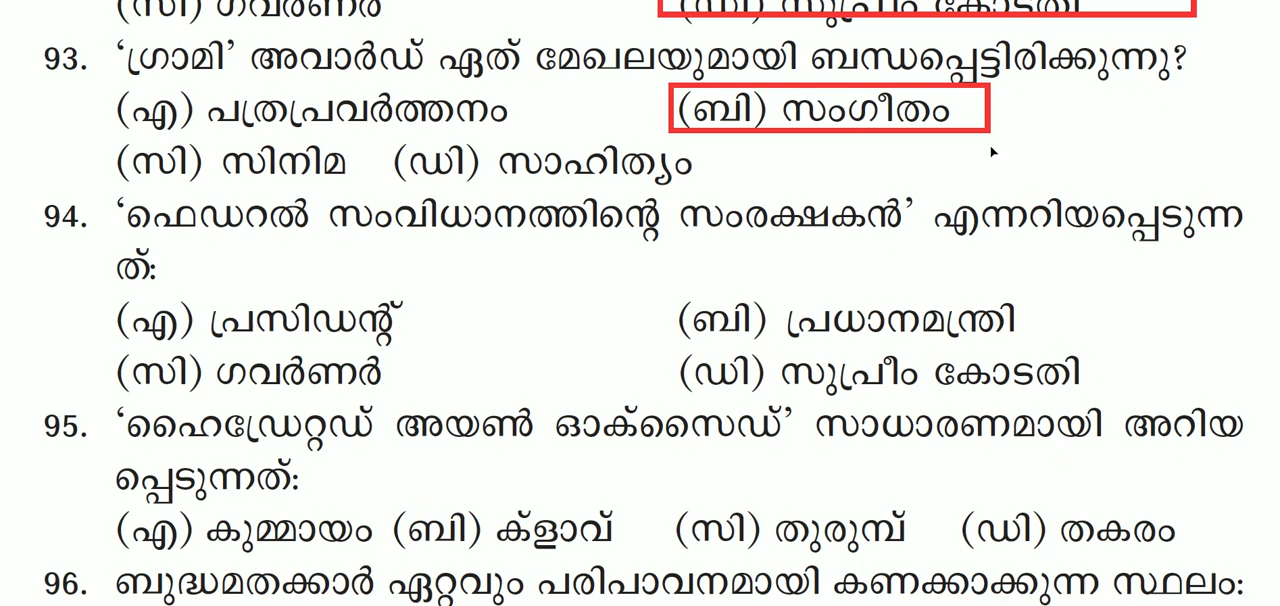 (സി) ഗവർണർ (ഡി) സുപ്രീം കോടതി
93. ‘ഗ്രാമി’ അവാർഡ് ഏത് മേഖലയുമായി ബന്ധപ്പെട്ടിരിക്കുന്നു?
(എ) പത്രപ്രവർത്തനം (ബി) സംഗീതം
(സി) സിനിമ (ഡി) സാഹിത്യം
94. ‘ഫെഡറൽ സംവിധാനത്തിന്റെ സംരക്ഷകൻ’ എന്നറിയപ്പെടുന്ന
ത്:
(എ) പ്രസിഡന്റ് (ബി) പ്രധാനമന്ത്രി
(സി) ഗവർണർ (ഡി) സുപ്രീം കോടതി
95. ‘ഹൈഡ്രേറ്റഡ് അയൺ ഓക്സൈഡ്’ സാധാരണമായി അറിയ
പ്പെടുന്നത്:
(എ) കുമ്മായം (ബി) ക്ളാവ് (സി) തുരുമ്പ് (ഡി) തകരം
96. ബുദ്ധമതക്കാർ ഏറ്റവും പരിപാവനമായി കണക്കാക്കുന്ന സ്ഥലം: